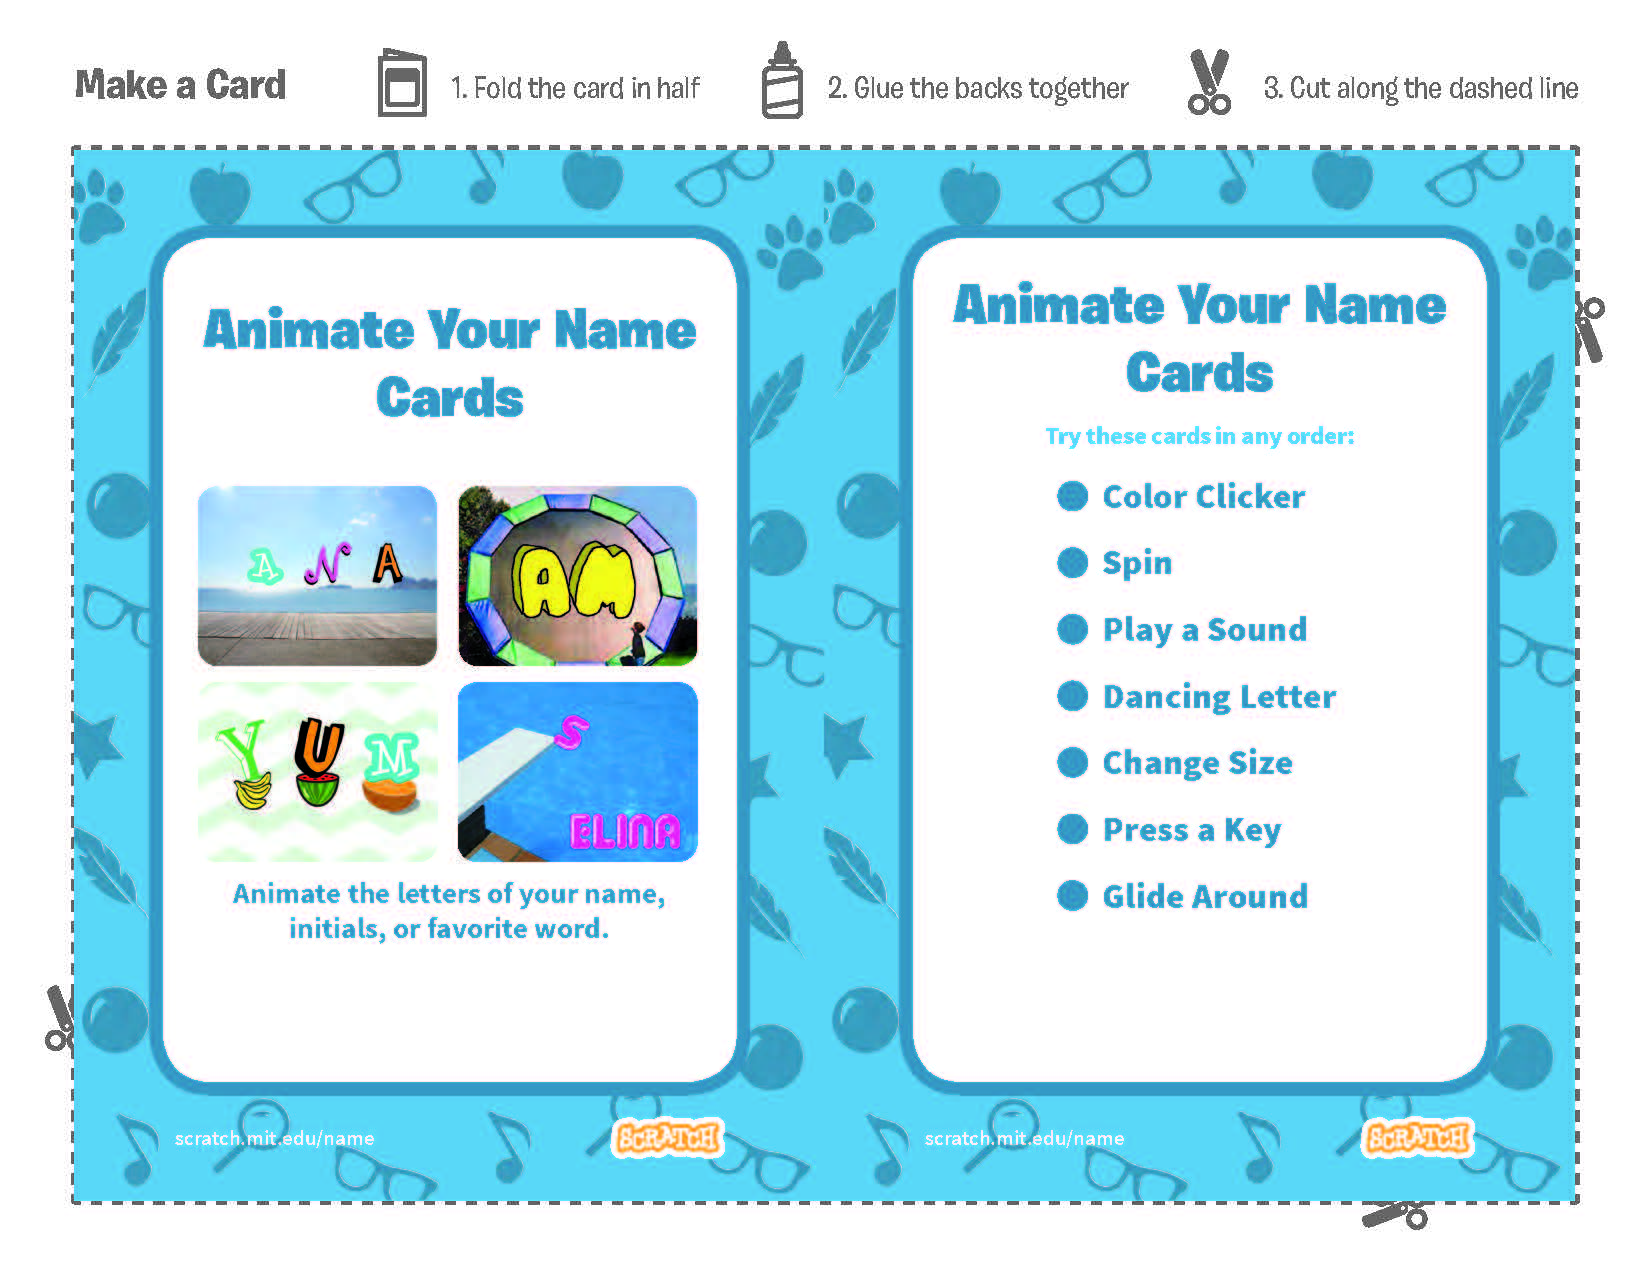 Make a Card
1. Fold the card in half
2. Glue the backs together
3. Cut along the dashed line
Animate Your Name
Cards
A N A
AM
YUM
S
ELINA
Animate the letters of your name,
initials, or favorite word.
scratch.mit.edu/name
SCRATCH
Animate Your Name
Cards
Try these cards in any order:
Color Clicker
Spin
Play a Sound
Dancing Letter
Change Size
Press a Key
Glide Around
scratch.mit.edu/name
SCRATCH